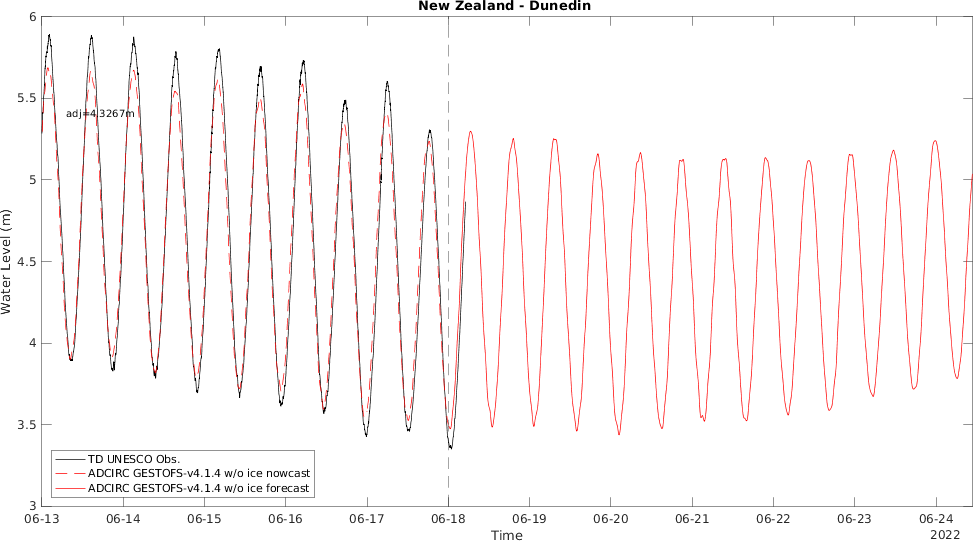 New Zealand - Dunedin
6
5.5
5
4.5
4
3.5
3
Water Level (m)
adj=4.3267m
TD UNESCO Obs.
ADCIRC GESTOFS-v4.1.4 w/o ice nowcast
ADCIRC GESTOFS-v4.1.4 w/o ice forecast
06-13 06-14 06-15 06-16 06-17 06-18 06-19 06-20 06-21 06-22 06-23 06-24
Time
2022